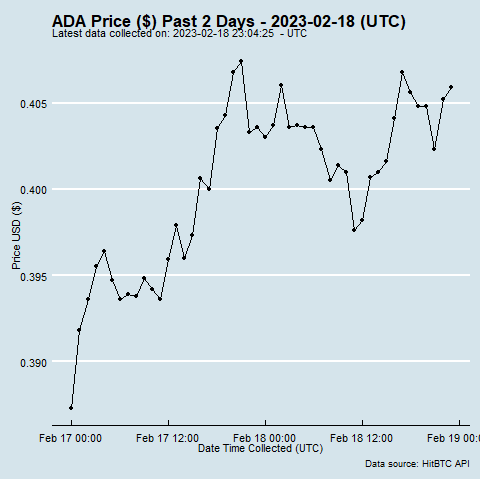 ADA Price ($) Past 2 Days - 2023-02-18 (UTC)
Latest data collected on: 2023-02-18 23:04:25 - UTC
0.405
0.400
0.395
0.390
Price USD ($)
Feb 17 00:00 Feb 17 12:00 Feb 18 00:00 Feb 18 12:00 Feb 19 00:00
Date Time Collected (UTC)
Data source: HitBTC API